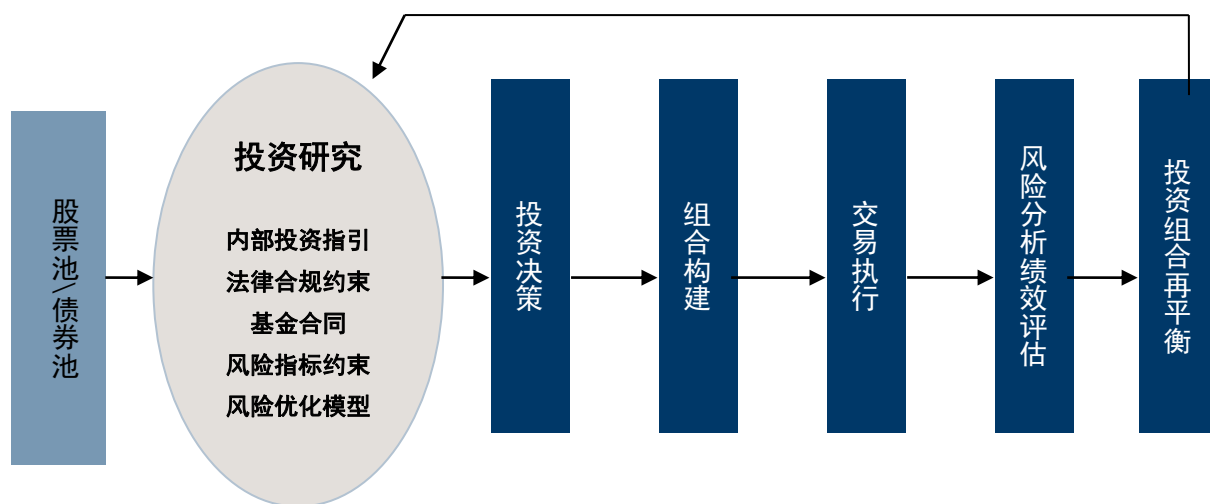 股票池/债券池
投资研究
内部投资指引
法律合规约束
基金合同
风险指标约束
风险优化模型
投资决策
组合构建
交易执行
风险分析绩效评估
投资组合再平衡